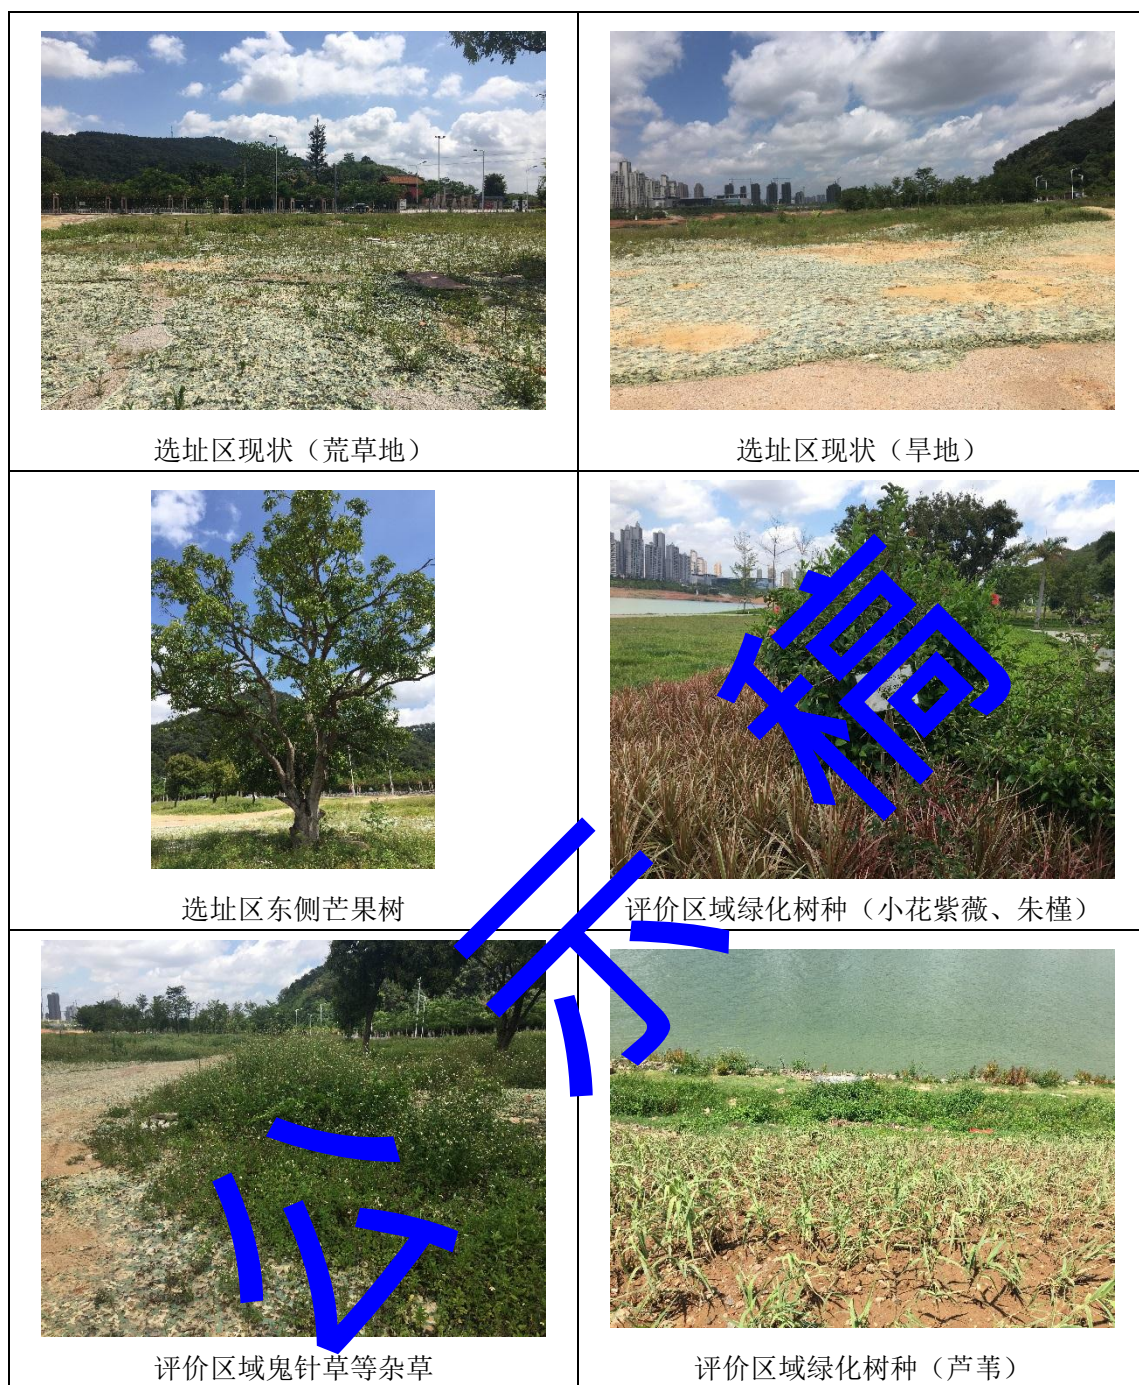 选址区现状（荒草地）
选址区现状（旱地）
选址区东侧芒果树
评价区域绿化树种（小花紫薇、朱槿）
评价区域鬼针草等杂草
评价区域绿化树种（芦苇）
公示稿